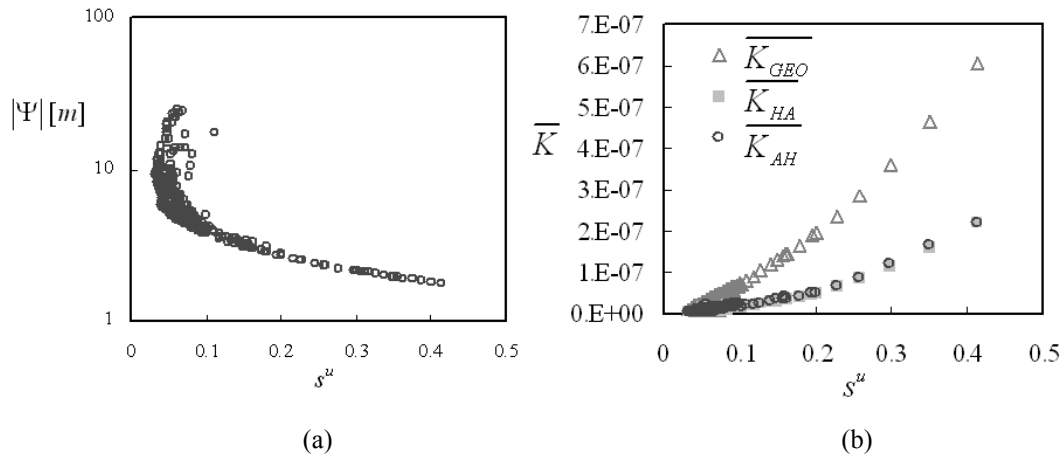 100
|Ψ| [m]
10
1
0 0.1 0.2 0.3 0.4 0.5
s^u
(a)
7.E-07
6.E-07
5.E-07
4.E-07
3.E-07
2.E-07
1.E-07
0.E+00
K̅
K_GEO
K_HA
K_AH
0 0.1 0.2 0.3 0.4 0.5
s^u
(b)